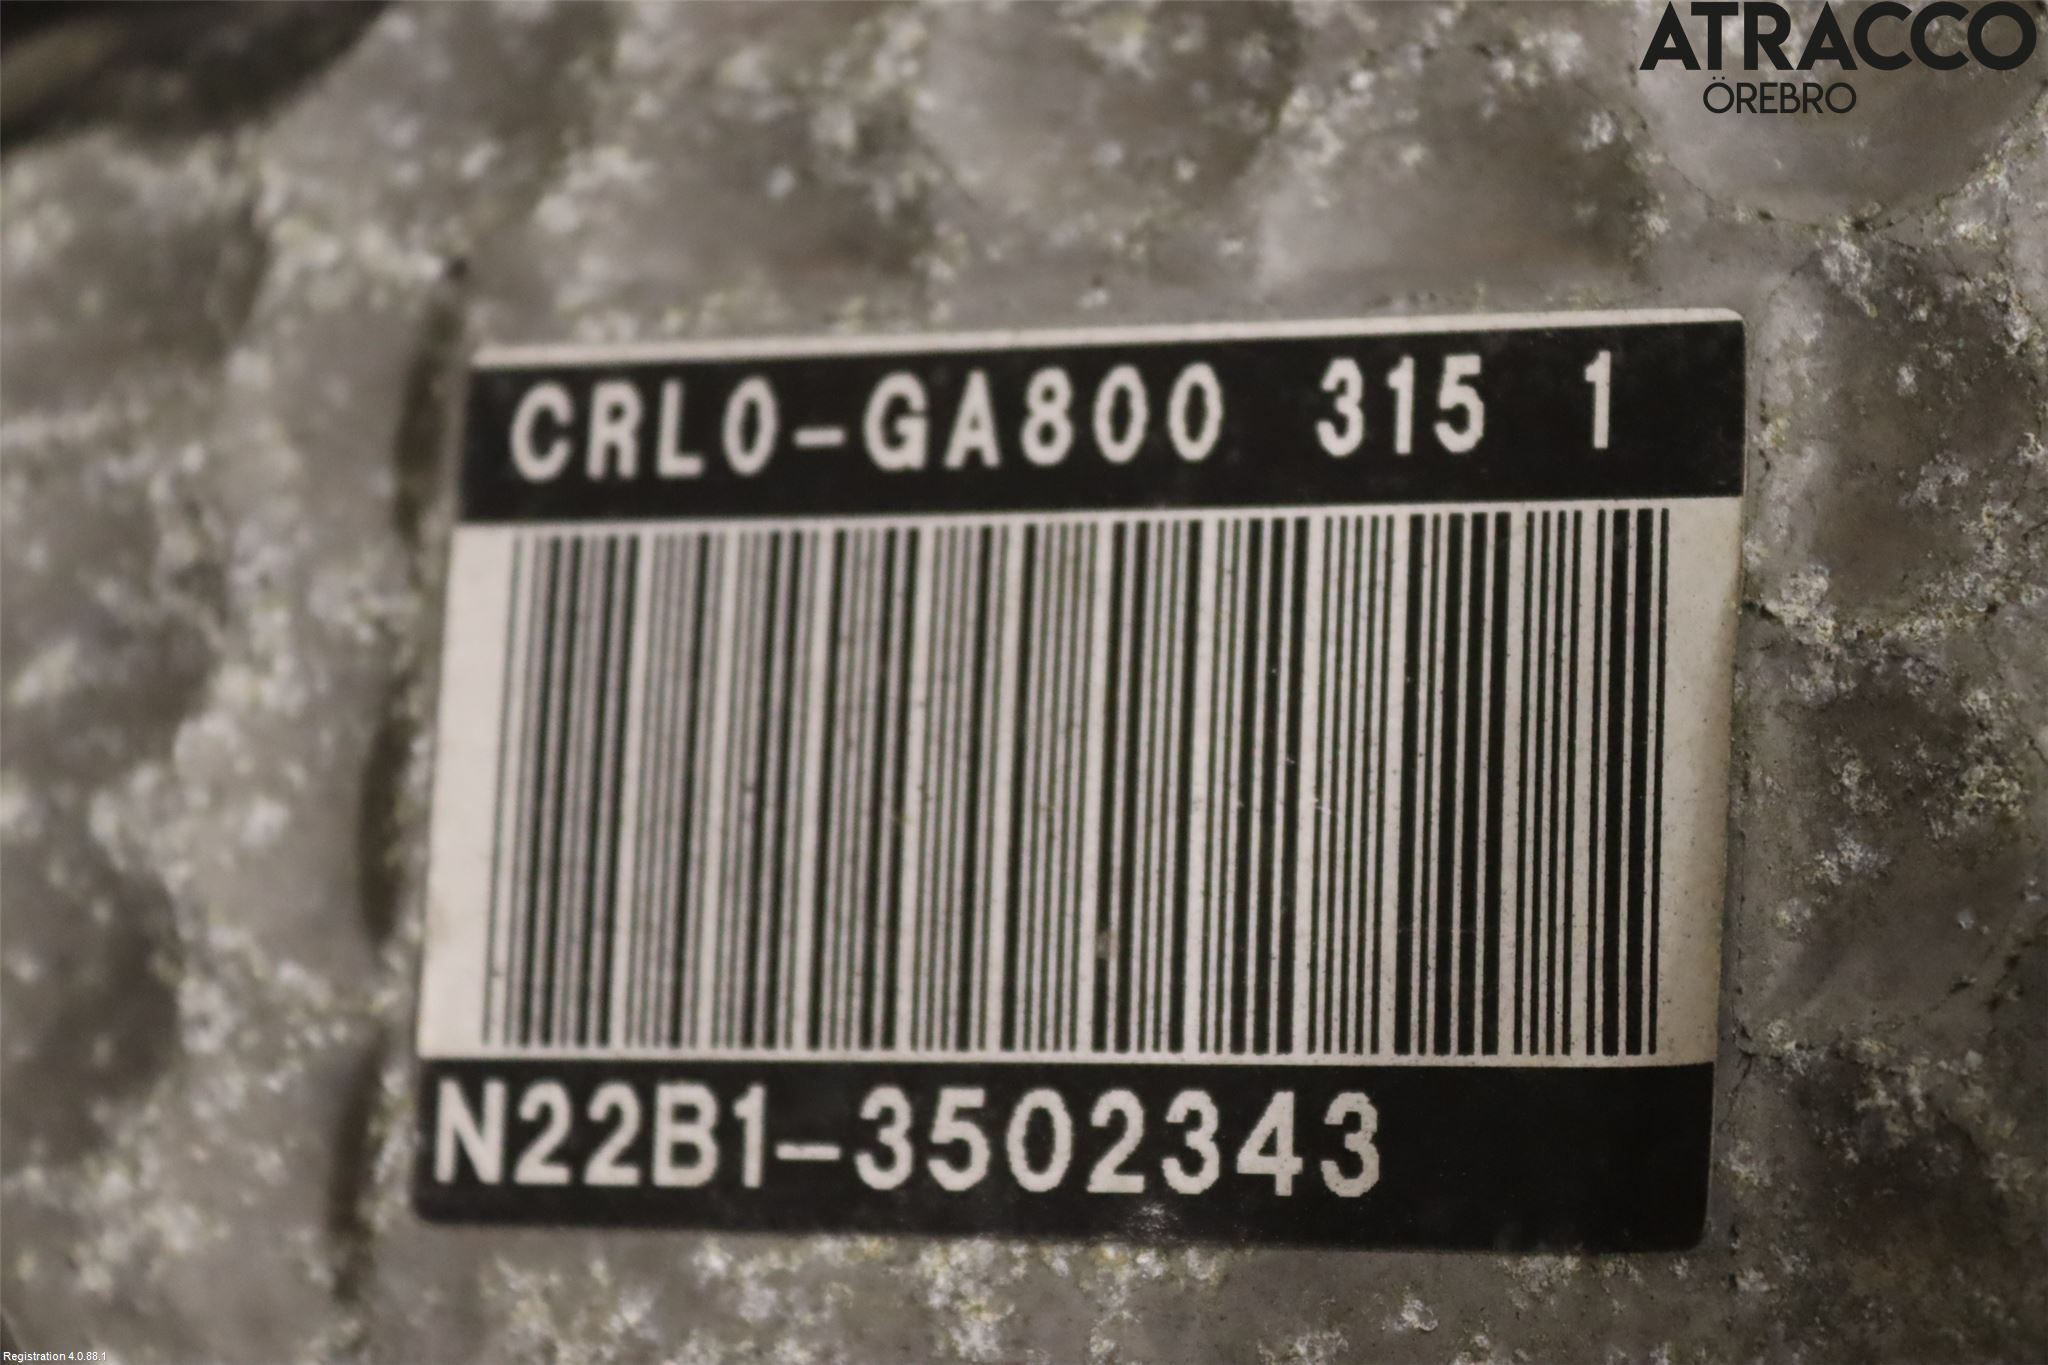 ATRACCO
ÖREBRO
CRL0-GA800 315 1
N22B1-3502343
Registration 4.0.88.1